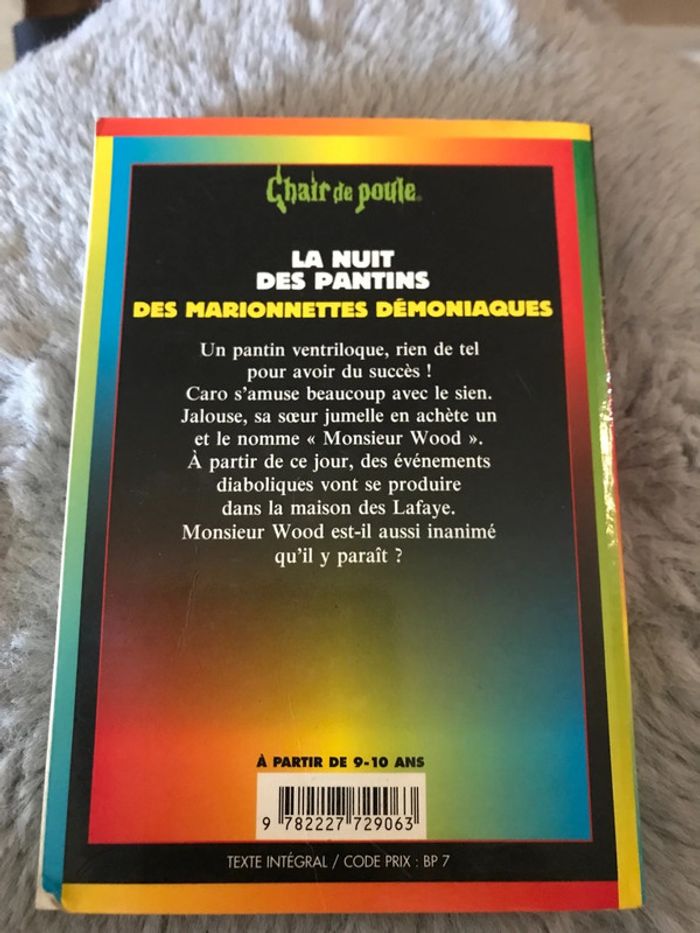 Chair de poule®
LA NUIT
DES PANTINS
DES MARIONNETTES DÉMONIAQUES
Un pantin ventriloque, rien de tel
pour avoir du succès !
Caro s'amuse beaucoup avec le sien.
Jalouse, sa sœur jumelle en achète un
et le nomme « Monsieur Wood ».
À partir de ce jour, des événements
diaboliques vont se produire
dans la maison des Lafaye.
Monsieur Wood est-il aussi inanimé
qu'il y paraît ?
À PARTIR DE 9-10 ANS
9 782227 729063
TEXTE INTÉGRAL / CODE PRIX : BP 7